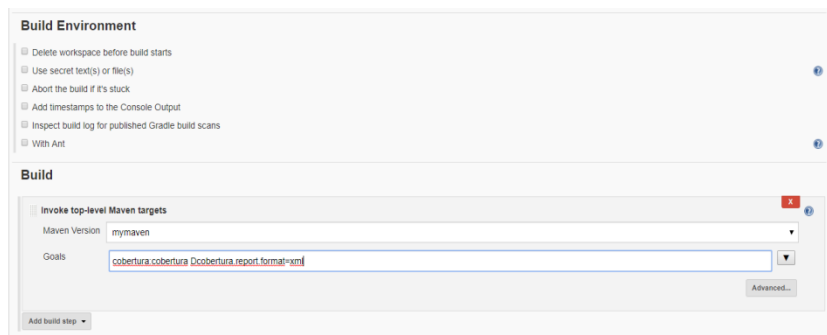 Build Environment
Delete workspace before build starts
Use secret text(s) or file(s)
Abort the build if it's stuck
Add timestamps to the Console Output
Inspect build log for published Gradle build scans
With Ant
Build
Invoke top-level Maven targets
X
Maven Version mymaven
Goals cobertura:cobertura Dcobertura.report.format=xml
Advanced...
Add build step